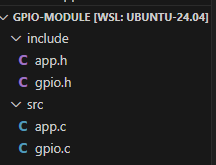 GPIO-MODULE [WSL: UBUNTU-24.04]
include
C app.h
C gpio.h
src
C app.c
C gpio.c